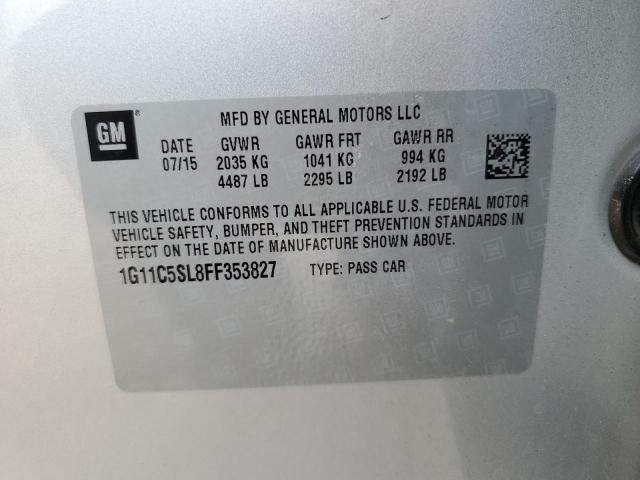 GM
MFD BY GENERAL MOTORS LLC
DATE GVWR GAWR FRT GAWR RR
07/15 2035 KG 1041 KG 994 KG
4487 LB 2295 LB 2192 LB
THIS VEHICLE CONFORMS TO ALL APPLICABLE U.S. FEDERAL MOTOR
VEHICLE SAFETY, BUMPER, AND THEFT PREVENTION STANDARDS IN
EFFECT ON THE DATE OF MANUFACTURE SHOWN ABOVE.
1G11C5SL8FF353827 TYPE: PASS CAR